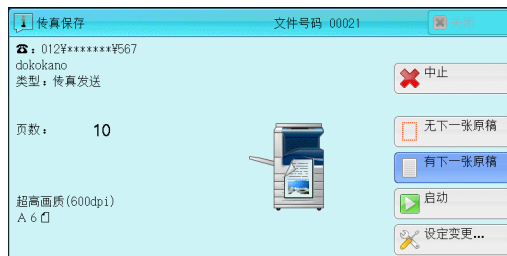 传真保存 文件号码 00021 关闭
☎: 012¥*******¥567
dokokano
类型: 传真发送
中止
页数: 10
无下一张原稿
有下一张原稿
超高画质(600dpi)
启动
A6
设定变更...